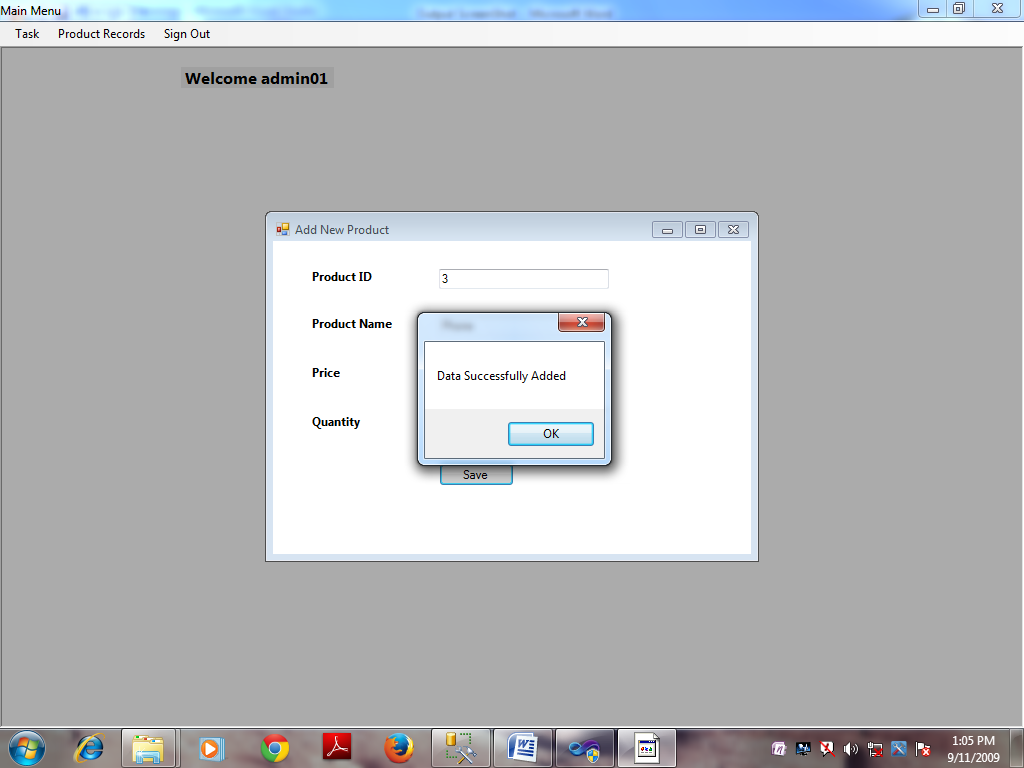 Main Menu
Task Product Records Sign Out
Welcome admin01
Add New Product
Product ID 3
Product Name
Data Successfully Added
Price
Quantity
OK
Save
1:05 PM
9/11/2009